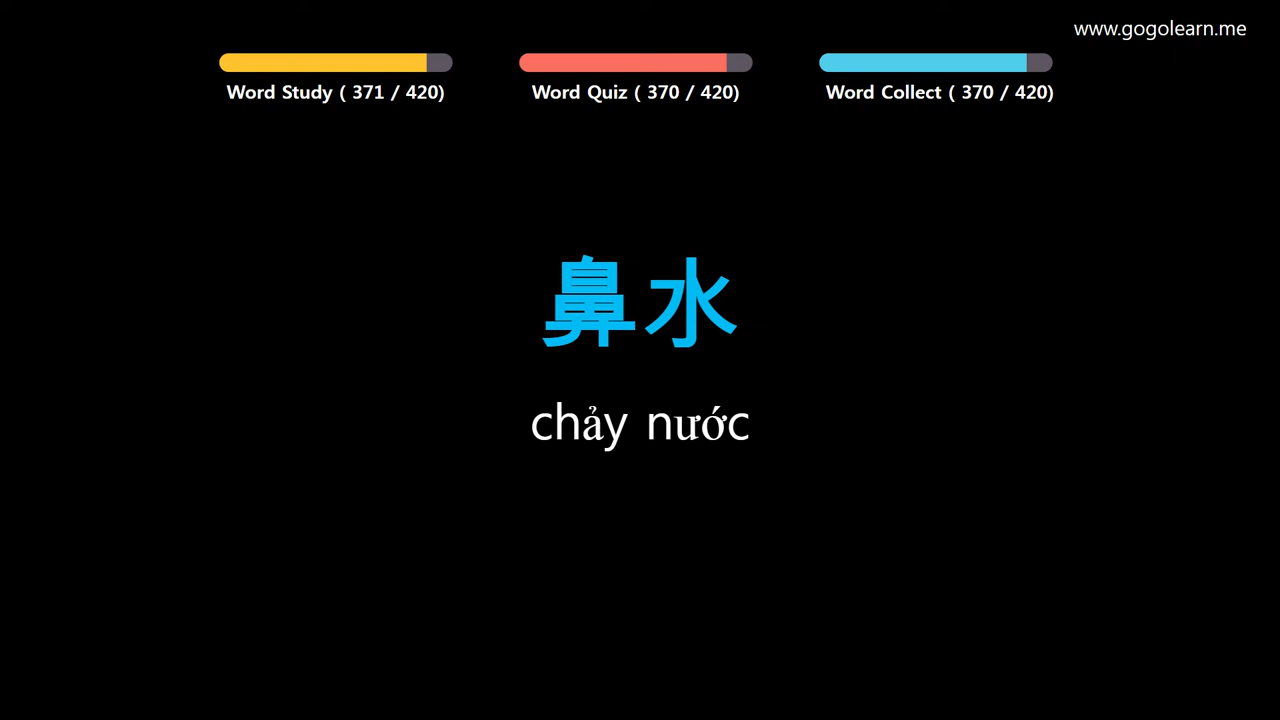 www.gogolearn.me
Word Study ( 371 / 420)
Word Quiz ( 370 / 420)
Word Collect ( 370 / 420)
鼻水
chảy nước